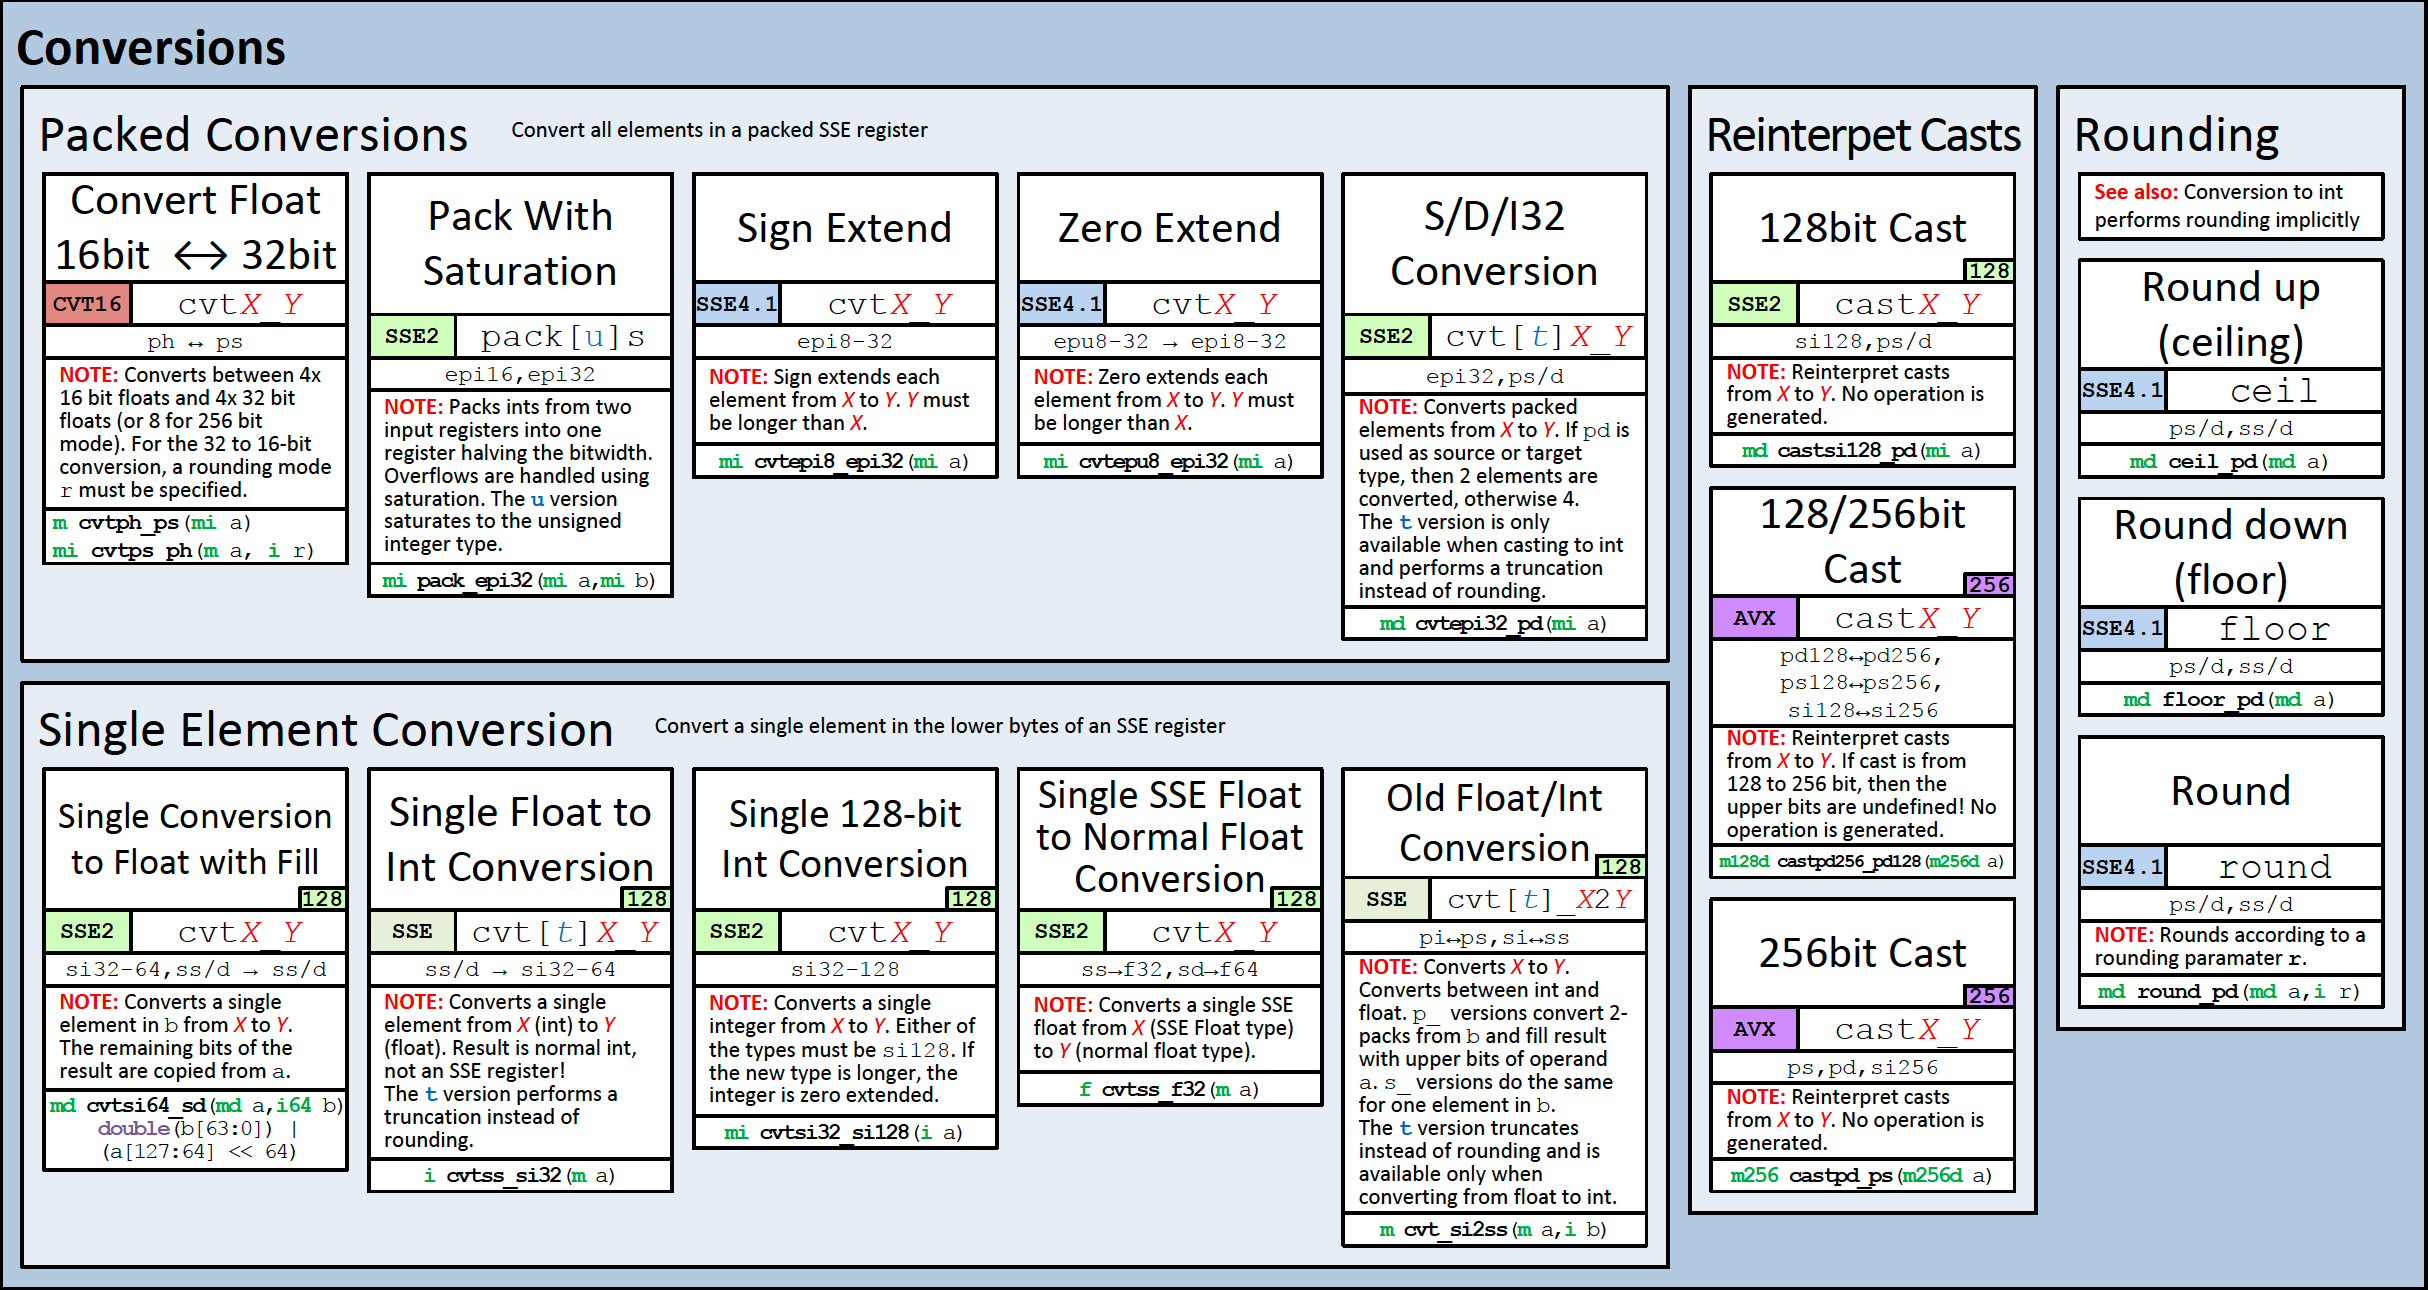 Conversions
Packed Conversions
Convert all elements in a packed SSE register
Convert Float
16bit ↔ 32bit
CVT16
cvtX_Y
ph ↔ ps
NOTE: Converts between 4x
16 bit floats and 4x 32 bit
floats (or 8 for 256 bit
mode). For the 32 to 16-bit
conversion, a rounding mode
r must be specified.
m cvtph_ps(mi a)
mi cvtps_ph(m a, i r)
Pack With
Saturation
SSE2
pack[u]s
epi16,epi32
NOTE: Packs ints from two
input registers into one
register halving the bitwidth.
Overflows are handled using
saturation. The u version
saturates to the unsigned
integer type.
mi pack_epi32(mi a,mi b)
Sign Extend
SSE4.1
cvtX_Y
epi8-32
NOTE: Sign extends each
element from X to Y. Y must
be longer than X.
mi cvtepi8_epi32(mi a)
Zero Extend
SSE4.1
cvtX_Y
epu8-32 → epi8-32
NOTE: Zero extends each
element from X to Y. Y must
be longer than X.
mi cvtepu8_epi32(mi a)
S/D/I32
Conversion
SSE2
cvt[t]X_Y
epi32,ps/d
NOTE: Converts packed
elements from X to Y. If pd is
used as source or target
type, then 2 elements are
converted, otherwise 4.
The t version is only
available when casting to int
and performs a truncation
instead of rounding.
md cvtepi32_pd(mi a)
Single Element Conversion
Convert a single element in the lower bytes of an SSE register
Single Conversion
to Float with Fill
128
SSE2
cvtX_Y
si32-64,ss/d → ss/d
NOTE: Converts a single
element in b from X to Y.
The remaining bits of the
result are copied from a.
md cvtsi64_sd(md a,i64 b)
double(b[63:0]) |
(a[127:64] << 64)
Single Float to
Int Conversion
128
SSE
cvt[t]X_Y
ss/d → si32-64
NOTE: Converts a single
element from X (int) to Y
(float). Result is normal int,
not an SSE register!
The t version performs a
truncation instead of
rounding.
i cvtss_si32(m a)
Single 128-bit
Int Conversion
128
SSE2
cvtX_Y
si32-128
NOTE: Converts a single
integer from X to Y. Either of
the types must be si128. If
the new type is longer, the
integer is zero extended.
mi cvtsi32_si128(i a)
Single SSE Float
to Normal Float
Conversion
128
SSE2
cvtX_Y
ss→f32,sd→f64
NOTE: Converts a single SSE
float from X (SSE Float type)
to Y (normal float type).
f cvtss_f32(m a)
Old Float/Int
Conversion
128
SSE
cvt[t]_X2Y
pi↔ps,si↔ss
NOTE: Converts X to Y.
Converts between int and
float. p_ versions convert 2-
packs from b and fill result
with upper bits of operand
a. s_ versions do the same
for one element in b.
The t version truncates
instead of rounding and is
available only when
converting from float to int.
m cvt_si2ss(m a,i b)
Reinterpet Casts
128bit Cast
128
SSE2
castX_Y
si128,ps/d
NOTE: Reinterpret casts
from X to Y. No operation is
generated.
md castsi128_pd(mi a)
128/256bit
Cast
256
AVX
castX_Y
pd128↔pd256,
ps128↔ps256,
si128↔si256
NOTE: Reinterpret casts
from X to Y. If cast is from
128 to 256 bit, then the
upper bits are undefined! No
operation is generated.
m128d castpd256_pd128(m256d a)
256bit Cast
256
AVX
castX_Y
ps,pd,si256
NOTE: Reinterpret casts
from X to Y. No operation is
generated.
m256 castpd_ps(m256d a)
Rounding
See also: Conversion to int
performs rounding implicitly
Round up
(ceiling)
SSE4.1
ceil
ps/d,ss/d
md ceil_pd(md a)
Round down
(floor)
SSE4.1
floor
ps/d,ss/d
md floor_pd(md a)
Round
SSE4.1
round
ps/d,ss/d
NOTE: Rounds according to a
rounding paramater r.
md round_pd(md a,i r)